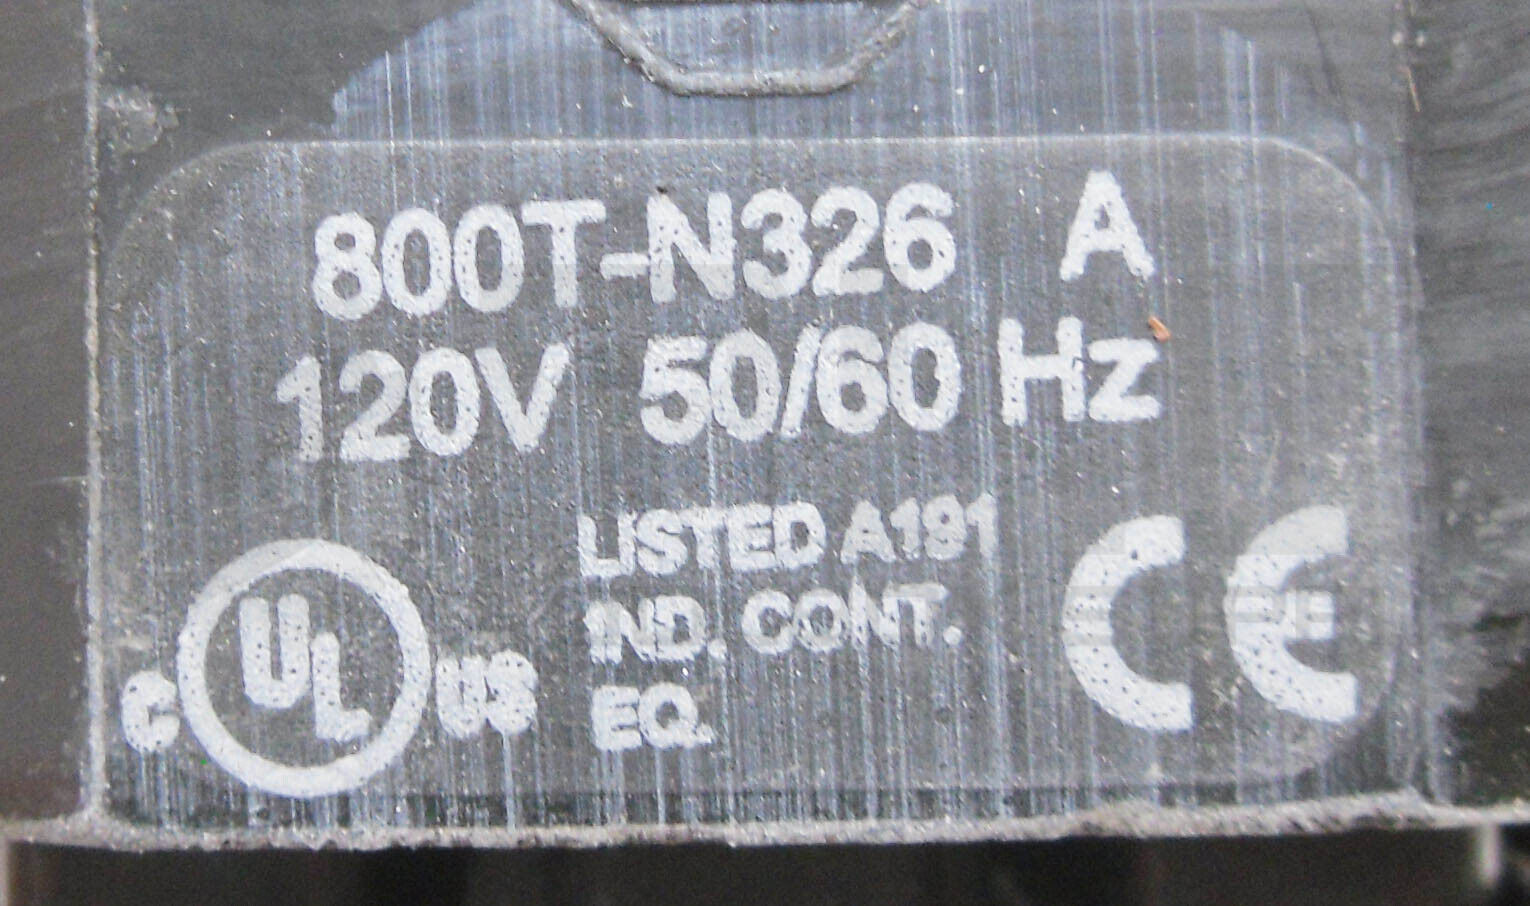 800T-N326 A
120V 50/60 Hz
LISTED A191
IND. CONT.
EQ.
C UL US
CE